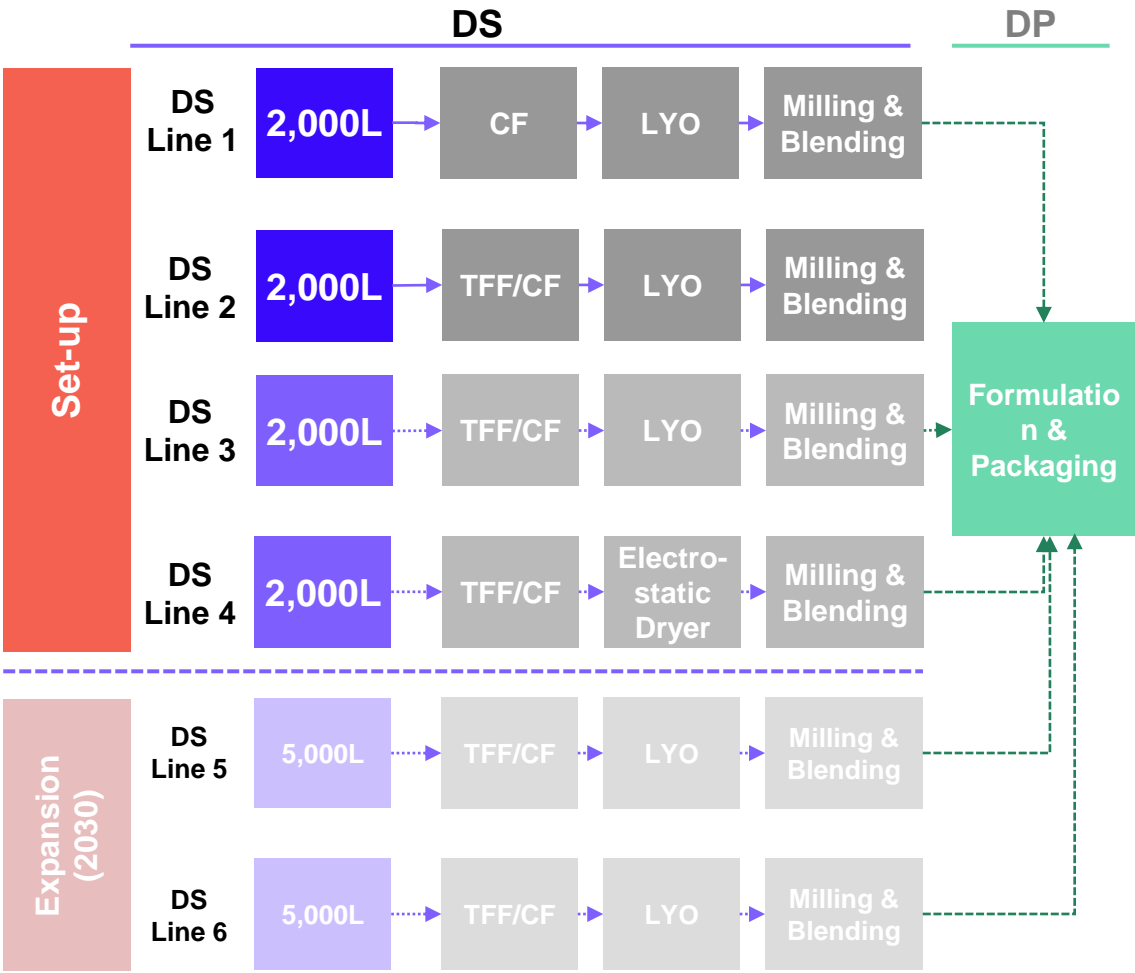 DS
DP
Set-up
DS
Line 1
2,000L
CF
LYO
Milling &
Blending
DS
Line 2
2,000L
TFF/CF
LYO
Milling &
Blending
DS
Line 3
2,000L
TFF/CF
LYO
Milling &
Blending
Formulatio
n &
Packaging
DS
Line 4
2,000L
TFF/CF
Electro-
static
Dryer
Milling &
Blending
Expansion
(2030)
DS
Line 5
5,000L
TFF/CF
LYO
Milling &
Blending
DS
Line 6
5,000L
TFF/CF
LYO
Milling &
Blending